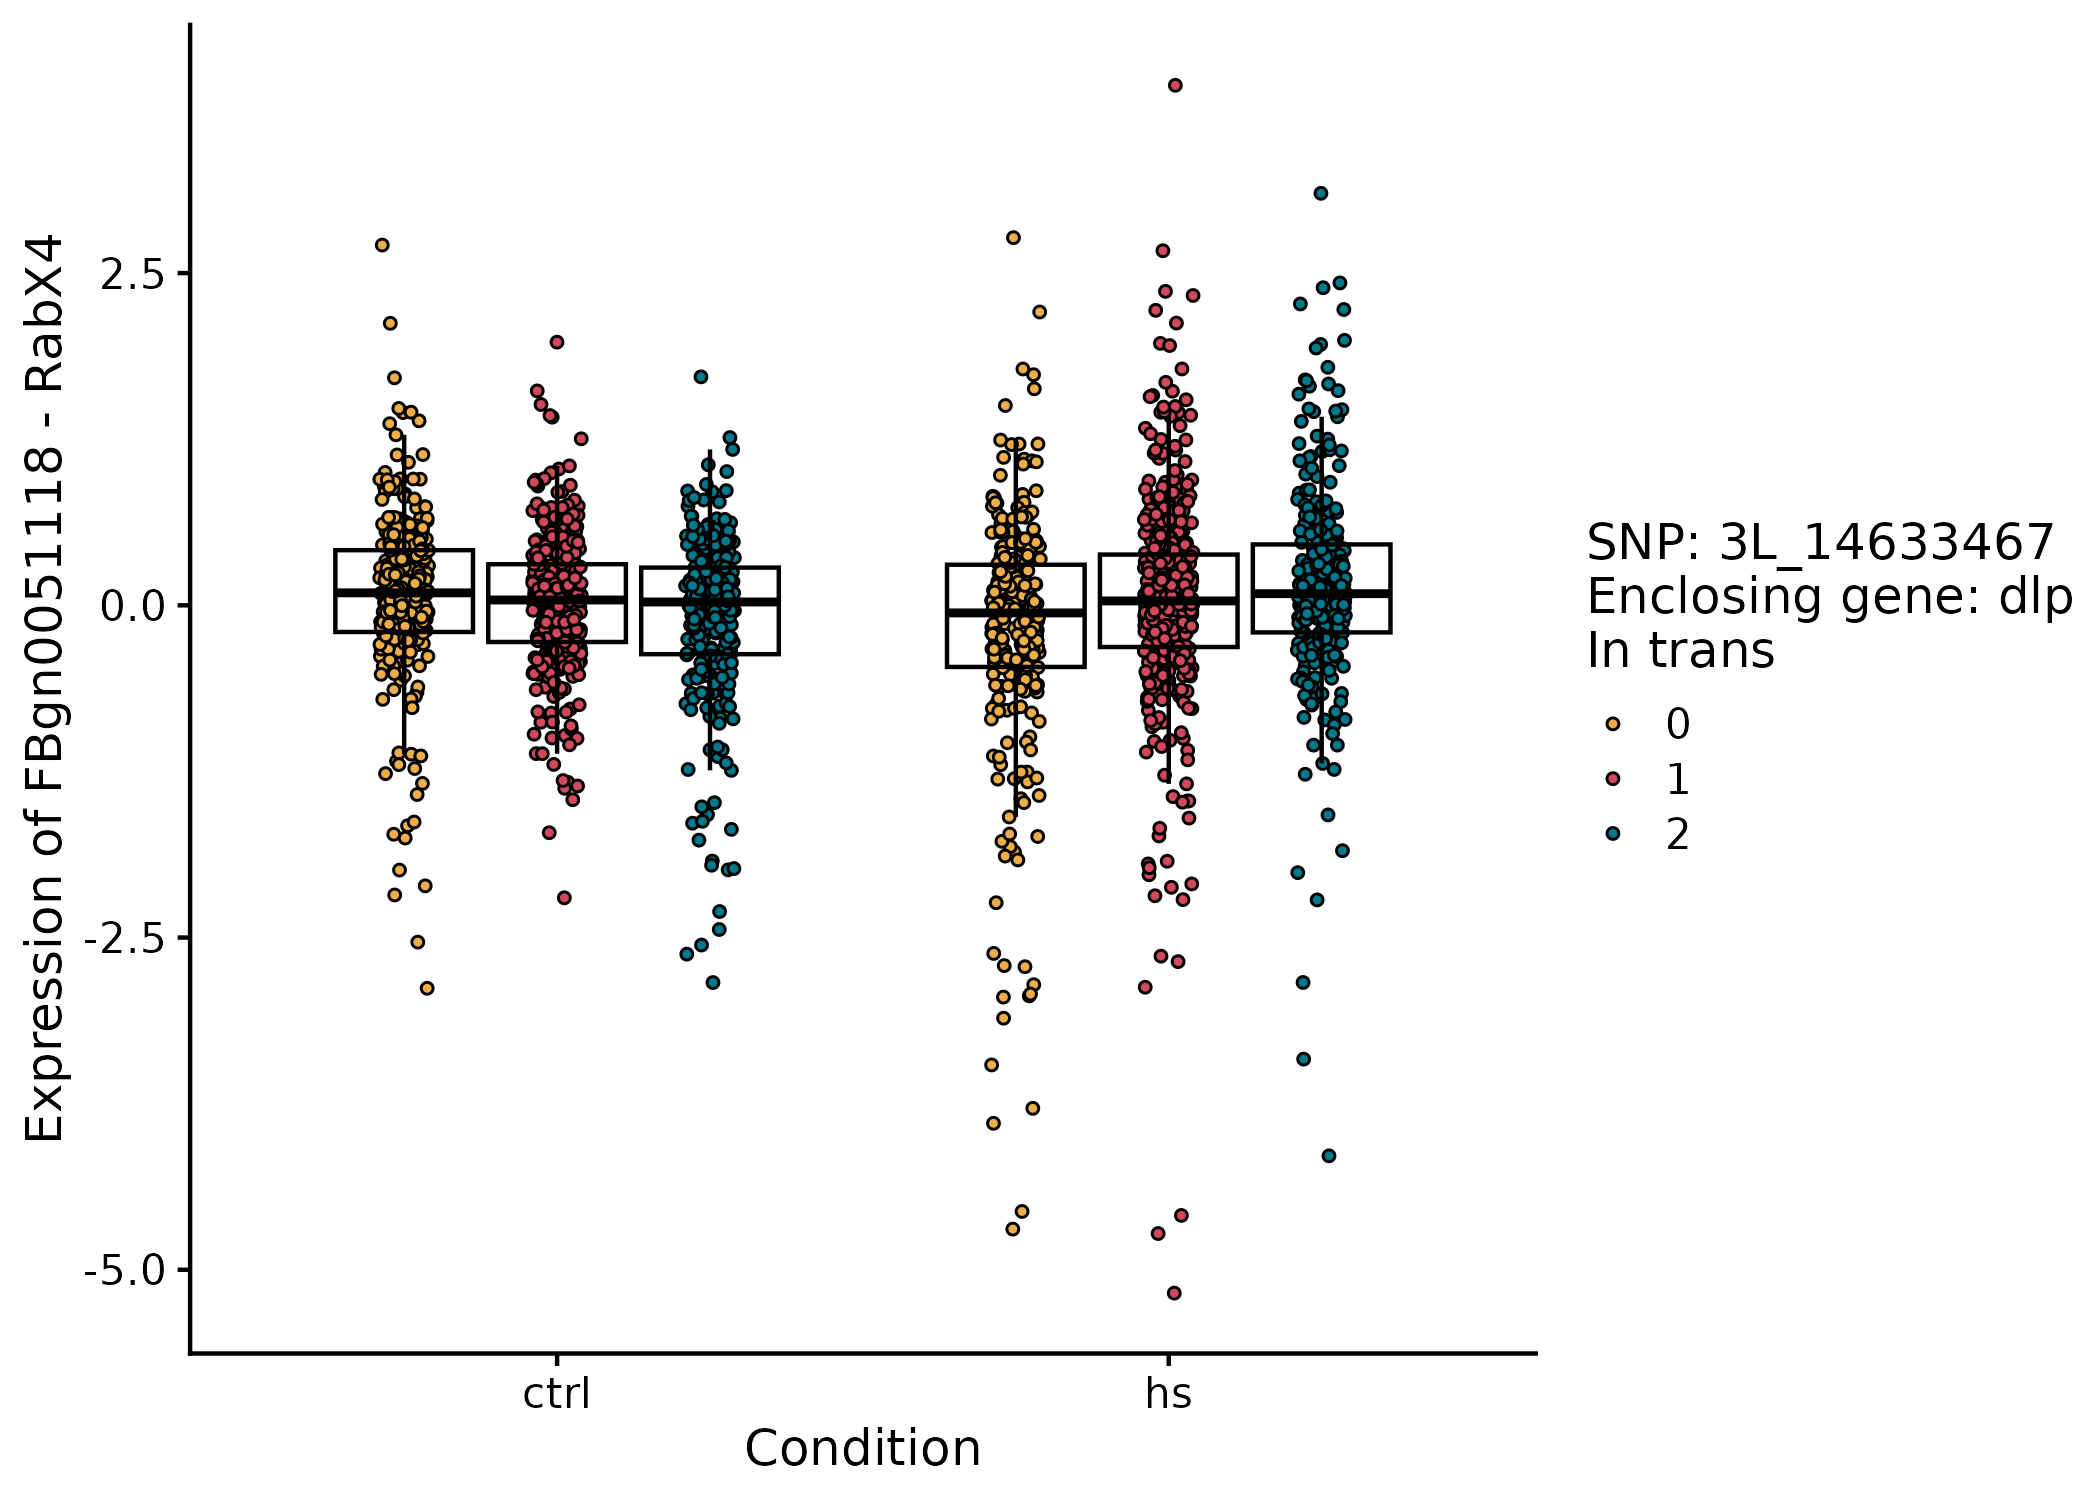 Expression of FBgn0051118 - RabX4
2.5
0.0
-2.5
-5.0
ctrl
hs
Condition
SNP: 3L_14633467
Enclosing gene: dlp
In trans
0
1
2